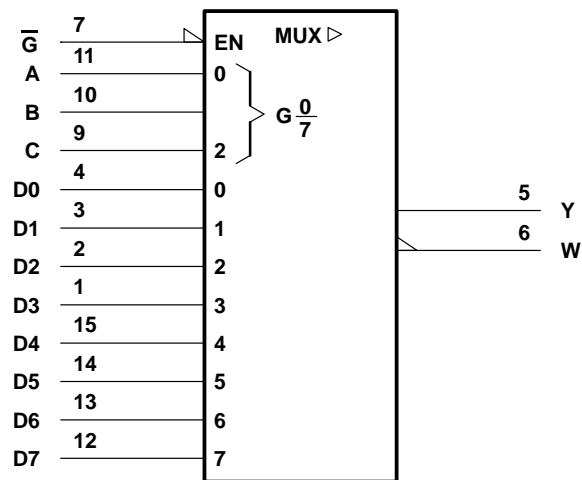 7
G̅ EN MUX ▷
11
A 0
10
B
G 0/7
9
C 2
4
D0 0
3
D1 1
2
D2 2
1
D3 3
15
D4 4
14
D5 5
13
D6 6
12
D7 7
5
Y
6
W